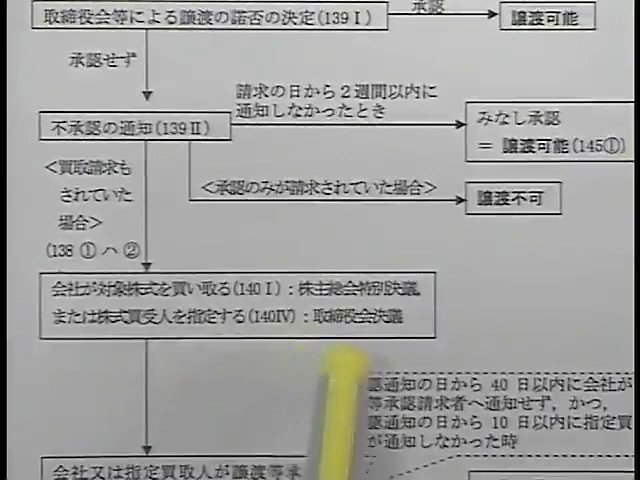 取締役会等による譲渡の諾否の決定(139Ⅰ)
承認
譲渡可能
承認せず
請求の日から2週間以内に
通知しなかったとき
不承認の通知(139Ⅱ)
みなし承認
= 譲渡可能(145①)
<買取請求も
されていた
場合>
(138 ① ハ ②
<承認のみが請求されていた場合>
譲渡不可
会社が対象株式を買い取る(140Ⅰ):株主総会特別決議,
または株式買受人を指定する(140Ⅳ):取締役会決議
認通知の日から 40 日以内に会社が
等承認請求者へ通知せず,かつ,
認通知の日から 10 日以内に指定買
が通知しなかった時
会社又は指定買取人が譲渡等承